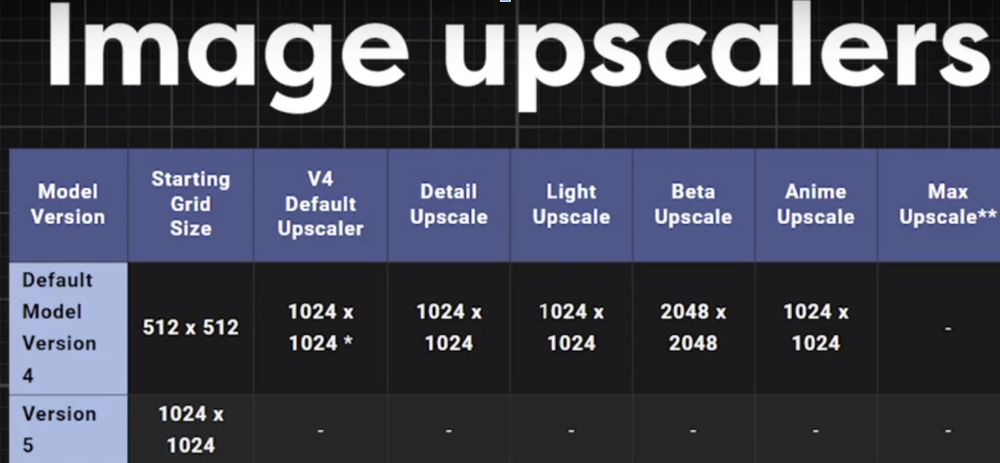 Image upscalers
Model
Version
Starting
Grid
Size
V4
Default
Upscaler
Detail
Upscale
Light
Upscale
Beta
Upscale
Anime
Upscale
Max
Upscale**
Default
Model
Version
4
512 x 512
1024 x
1024 *
1024 x
1024
1024 x
1024
2048 x
2048
1024 x
1024
-
Version
5
1024 x
1024
-
-
-
-
-
-